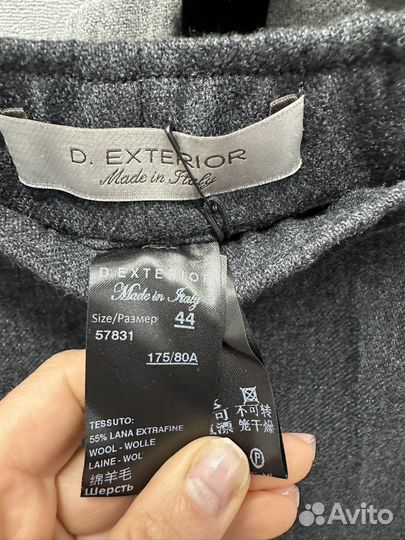 D. EXTERIOR
Made in Italy
D.EXTERIOR
Made in Italy
Size/Размер 44
57831
175/80A
TESSUTO:
55% LANA EXTRAFINE
WOOL - WOLLE
LAINE - WOL
绵羊毛
Шерсть
不可转
漂 笼干燥
P
Avito